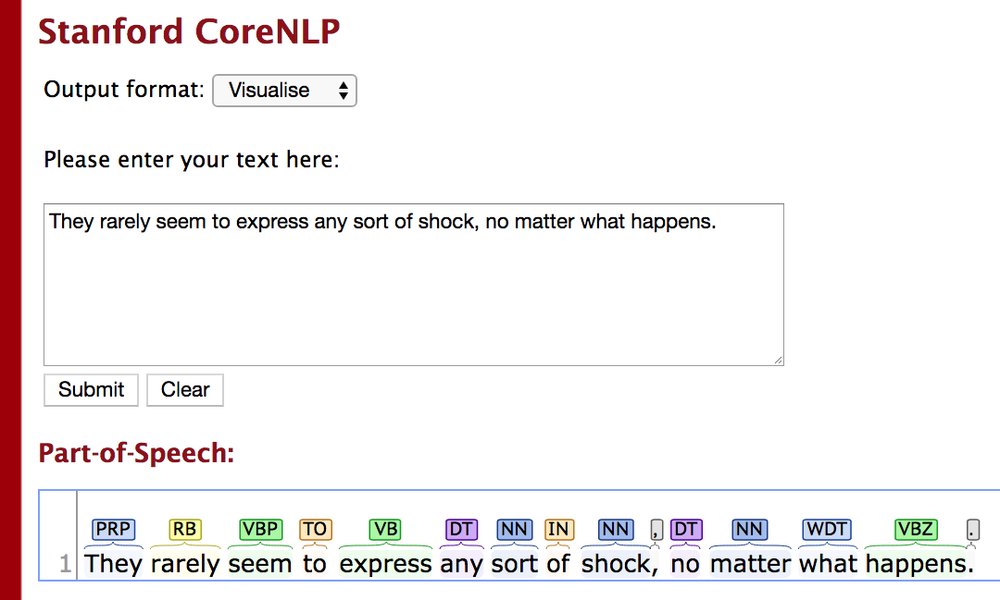 Stanford CoreNLP
Output format: Visualise
Please enter your text here:
They rarely seem to express any sort of shock, no matter what happens.
Submit Clear
Part-of-Speech:
PRP RB VBP TO VB DT NN IN NN , DT NN WDT VBZ .
1 They rarely seem to express any sort of shock, no matter what happens.